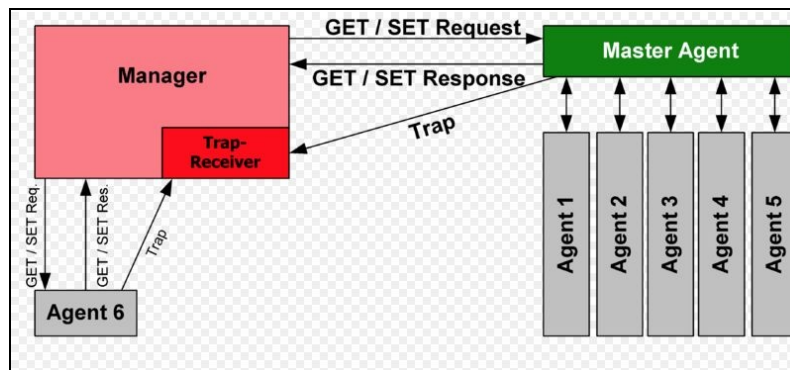 GET / SET Request
Manager
Master Agent
GET / SET Response
Trap
Trap-
Receiver
GET / SET Req.
GET / SET Res.
Trap
Agent 1
Agent 2
Agent 3
Agent 4
Agent 5
Agent 6